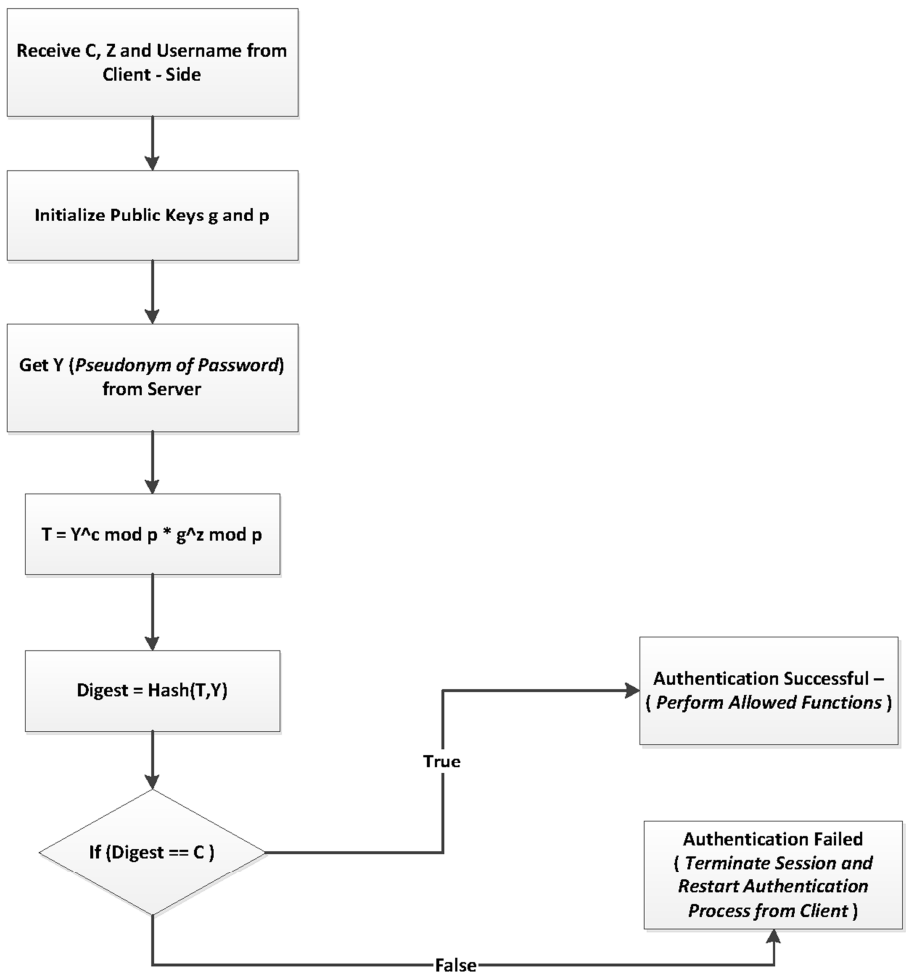 Receive C, Z and Username from
Client - Side
Initialize Public Keys g and p
Get Y (Pseudonym of Password)
from Server
T = Y^c mod p * g^z mod p
Digest = Hash(T,Y)
If (Digest == C )
True
Authentication Successful –
( Perform Allowed Functions )
False
Authentication Failed
( Terminate Session and
Restart Authentication
Process from Client )